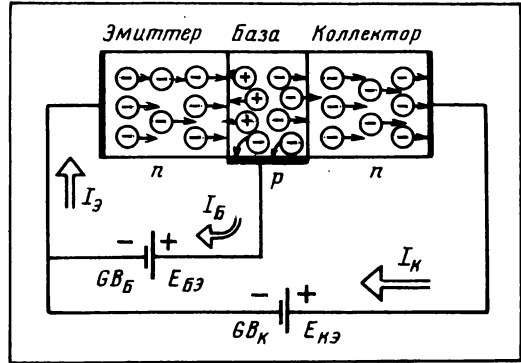 Эмиттер База Коллектор
n p n
Iэ
Iб
Iк
− +
GBб Eбэ
− +
GBк Eкэ